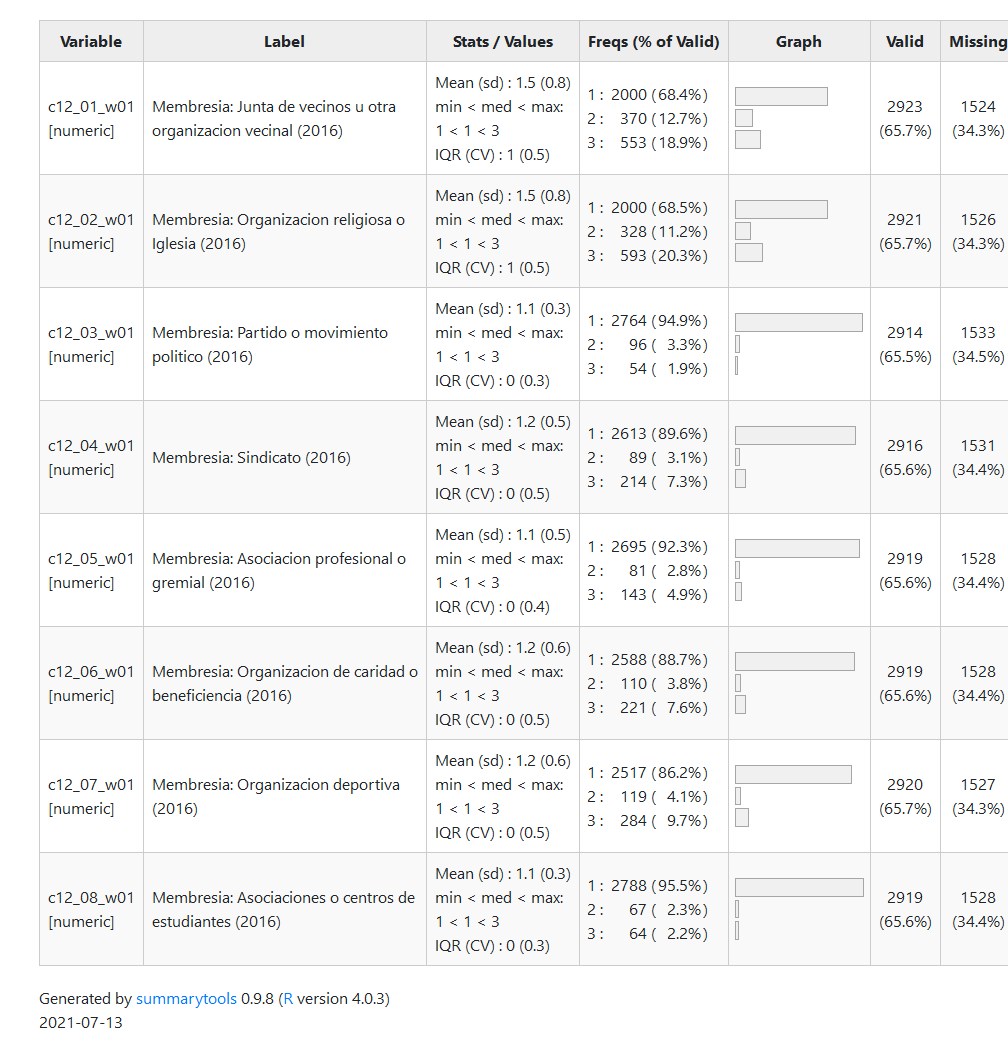 Variable Label Stats / Values Freqs (% of Valid) Graph Valid Missing
c12_01_w01
[numeric]
Membresia: Junta de vecinos u otra
organizacion vecinal (2016)
Mean (sd) : 1.5 (0.8)
min < med < max:
1 < 1 < 3
IQR (CV) : 1 (0.5)
1 : 2000 (68.4%)
2 : 370 (12.7%)
3 : 553 (18.9%)
2923
(65.7%)
1524
(34.3%)
c12_02_w01
[numeric]
Membresia: Organizacion religiosa o
Iglesia (2016)
Mean (sd) : 1.5 (0.8)
min < med < max:
1 < 1 < 3
IQR (CV) : 1 (0.5)
1 : 2000 (68.5%)
2 : 328 (11.2%)
3 : 593 (20.3%)
2921
(65.7%)
1526
(34.3%)
c12_03_w01
[numeric]
Membresia: Partido o movimiento
politico (2016)
Mean (sd) : 1.1 (0.3)
min < med < max:
1 < 1 < 3
IQR (CV) : 0 (0.3)
1 : 2764 (94.9%)
2 : 96 ( 3.3%)
3 : 54 ( 1.9%)
2914
(65.5%)
1533
(34.5%)
c12_04_w01
[numeric]
Membresia: Sindicato (2016)
Mean (sd) : 1.2 (0.5)
min < med < max:
1 < 1 < 3
IQR (CV) : 0 (0.5)
1 : 2613 (89.6%)
2 : 89 ( 3.1%)
3 : 214 ( 7.3%)
2916
(65.6%)
1531
(34.4%)
c12_05_w01
[numeric]
Membresia: Asociacion profesional o
gremial (2016)
Mean (sd) : 1.1 (0.5)
min < med < max:
1 < 1 < 3
IQR (CV) : 0 (0.4)
1 : 2695 (92.3%)
2 : 81 ( 2.8%)
3 : 143 ( 4.9%)
2919
(65.6%)
1528
(34.4%)
c12_06_w01
[numeric]
Membresia: Organizacion de caridad o
beneficiencia (2016)
Mean (sd) : 1.2 (0.6)
min < med < max:
1 < 1 < 3
IQR (CV) : 0 (0.5)
1 : 2588 (88.7%)
2 : 110 ( 3.8%)
3 : 221 ( 7.6%)
2919
(65.6%)
1528
(34.4%)
c12_07_w01
[numeric]
Membresia: Organizacion deportiva
(2016)
Mean (sd) : 1.2 (0.6)
min < med < max:
1 < 1 < 3
IQR (CV) : 0 (0.5)
1 : 2517 (86.2%)
2 : 119 ( 4.1%)
3 : 284 ( 9.7%)
2920
(65.7%)
1527
(34.3%)
c12_08_w01
[numeric]
Membresia: Asociaciones o centros de
estudiantes (2016)
Mean (sd) : 1.1 (0.3)
min < med < max:
1 < 1 < 3
IQR (CV) : 0 (0.3)
1 : 2788 (95.5%)
2 : 67 ( 2.3%)
3 : 64 ( 2.2%)
2919
(65.6%)
1528
(34.4%)
Generated by summarytools 0.9.8 (R version 4.0.3)
2021-07-13